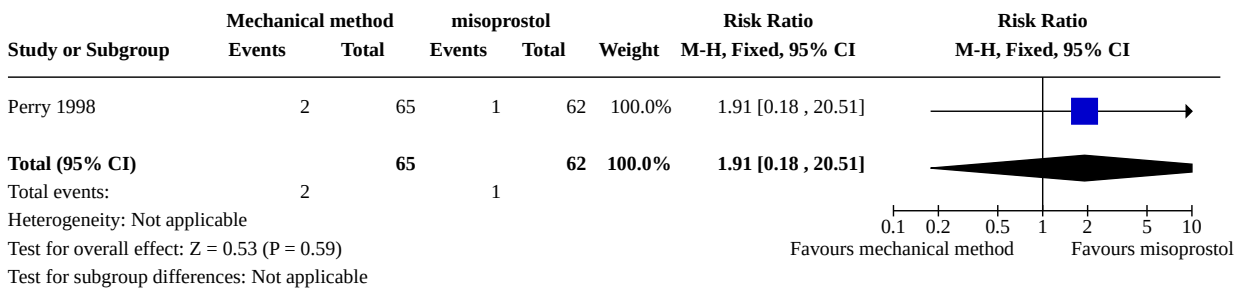 Mechanical method misoprostol Risk Ratio Risk Ratio
Study or Subgroup Events Total Events Total Weight M-H, Fixed, 95% CI M-H, Fixed, 95% CI
Perry 1998 2 65 1 62 100.0% 1.91 [0.18 , 20.51]
Total (95% CI) 65 62 100.0% 1.91 [0.18 , 20.51]
Total events: 2 1
Heterogeneity: Not applicable
0.1 0.2 0.5 1 2 5 10
Test for overall effect: Z = 0.53 (P = 0.59) Favours mechanical method Favours misoprostol
Test for subgroup differences: Not applicable